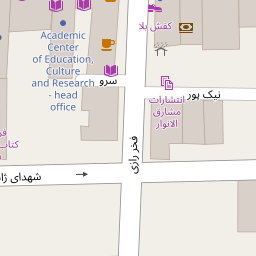 کفش بلا
Academic
Center
of Education,
Culture
and Research
- head
office
سرو
نیک پور
انتشارات
مشارق
الانوار
فخر رازی
شهدای ژا